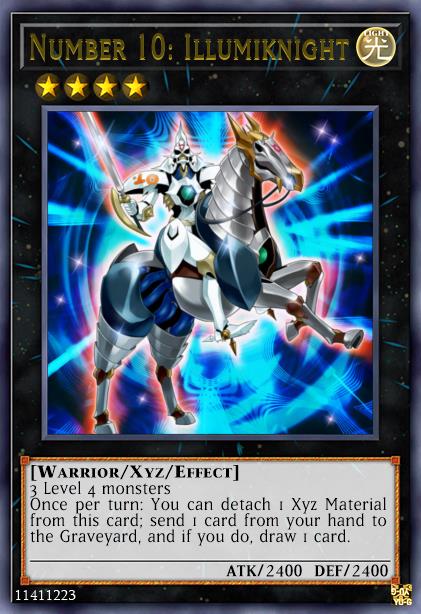 NUMBER 10: ILLUMIKNIGHT
LIGHT
光
10
[WARRIOR/XYZ/EFFECT]
3 Level 4 monsters
Once per turn: You can detach 1 Xyz Material
from this card; send 1 card from your hand to
the Graveyard, and if you do, draw 1 card.
ATK/2400 DEF/2400
11411223